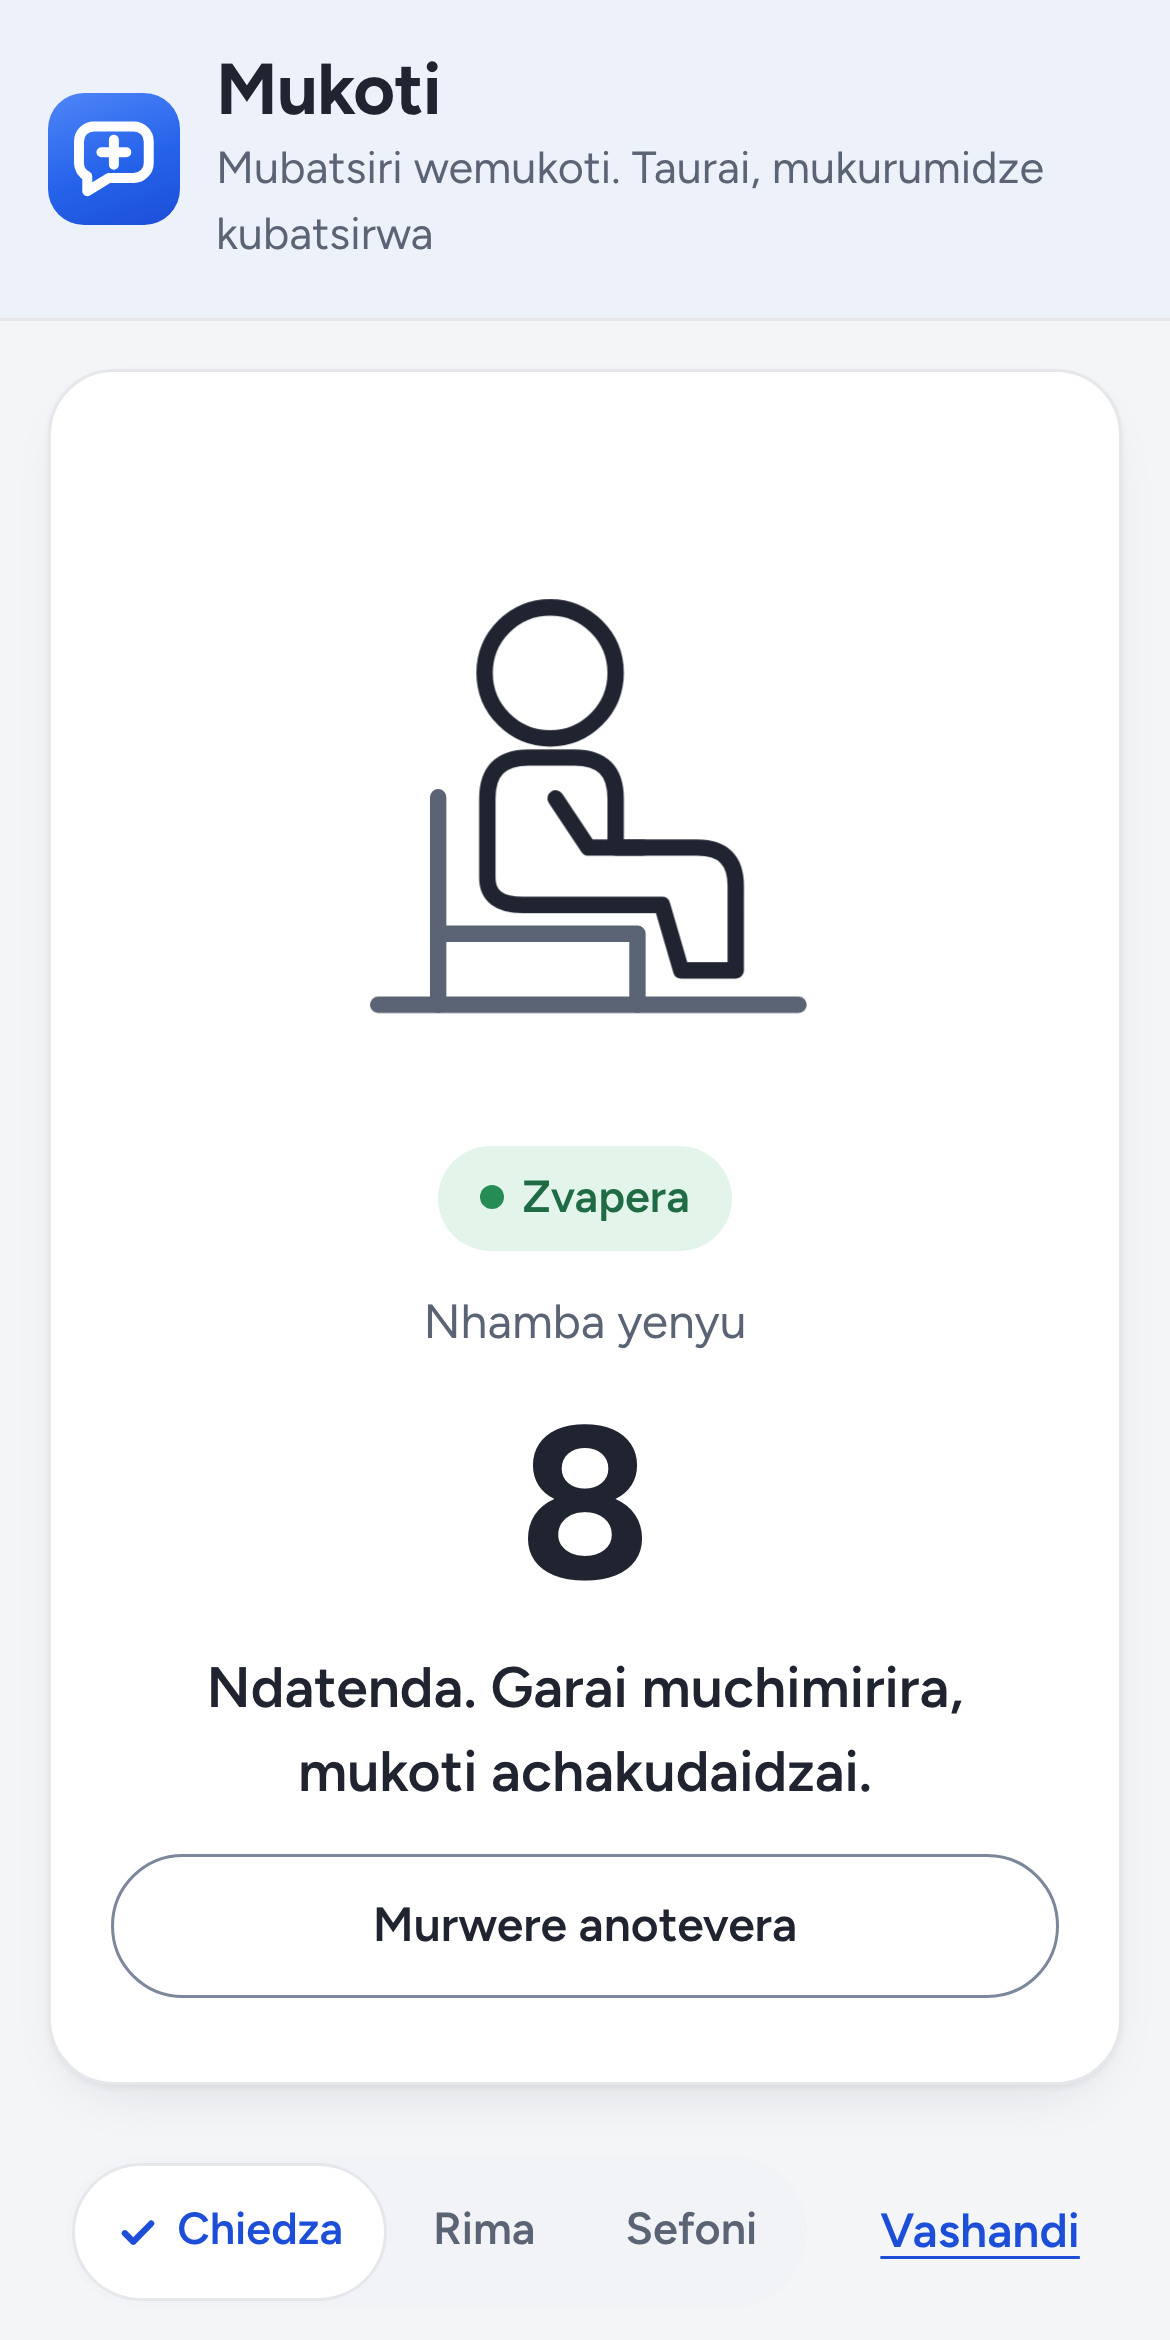 Mukoti
Mubatsiri wemukoti. Taurai, mukurumidze
kubatsirwa
Zvapera
Nhamba yenyu
8
Ndatenda. Garai muchimirira,
mukoti achakudaidzai.
Murwere anotevera
Chiedza
Rima
Sefoni
Vashandi